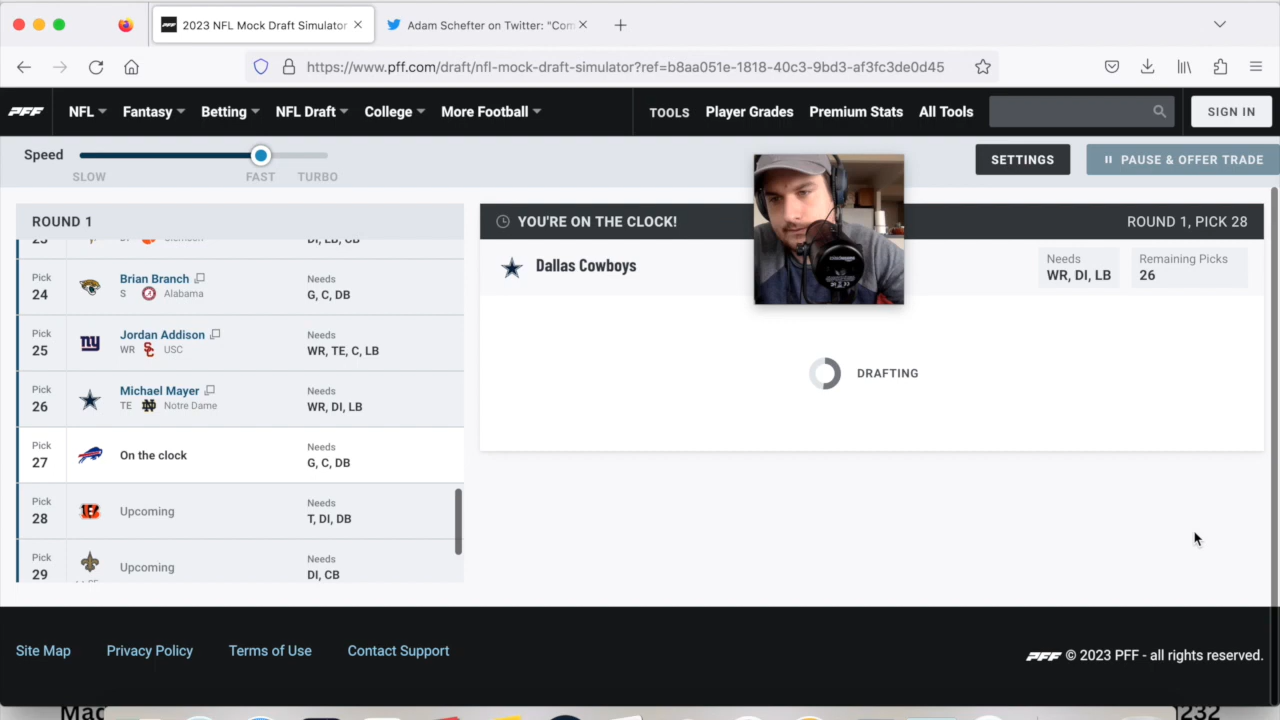 2023 NFL Mock Draft Simulator
Adam Schefter on Twitter: "Com
https://www.pff.com/draft/nfl-mock-draft-simulator?ref=b8aa051e-1818-40c3-9bd3-af3fc3de0d45
PFF NFL Fantasy Betting NFL Draft College More Football TOOLS Player Grades Premium Stats All Tools SIGN IN
Speed
SLOW FAST TURBO
SETTINGS
PAUSE & OFFER TRADE
ROUND 1
23 DI, LB, CB
Pick 24
Brian Branch
S Alabama
Needs
G, C, DB
Pick 25
Jordan Addison
WR USC
Needs
WR, TE, C, LB
Pick 26
Michael Mayer
TE Notre Dame
Needs
WR, DI, LB
Pick 27
On the clock
Needs
G, C, DB
Pick 28
Upcoming
Needs
T, DI, DB
Pick 29
Upcoming
Needs
DI, CB
YOU'RE ON THE CLOCK!
ROUND 1, PICK 28
Dallas Cowboys
Needs
WR, DI, LB
Remaining Picks
26
DRAFTING
Site Map Privacy Policy Terms of Use Contact Support
PFF © 2023 PFF - all rights reserved.